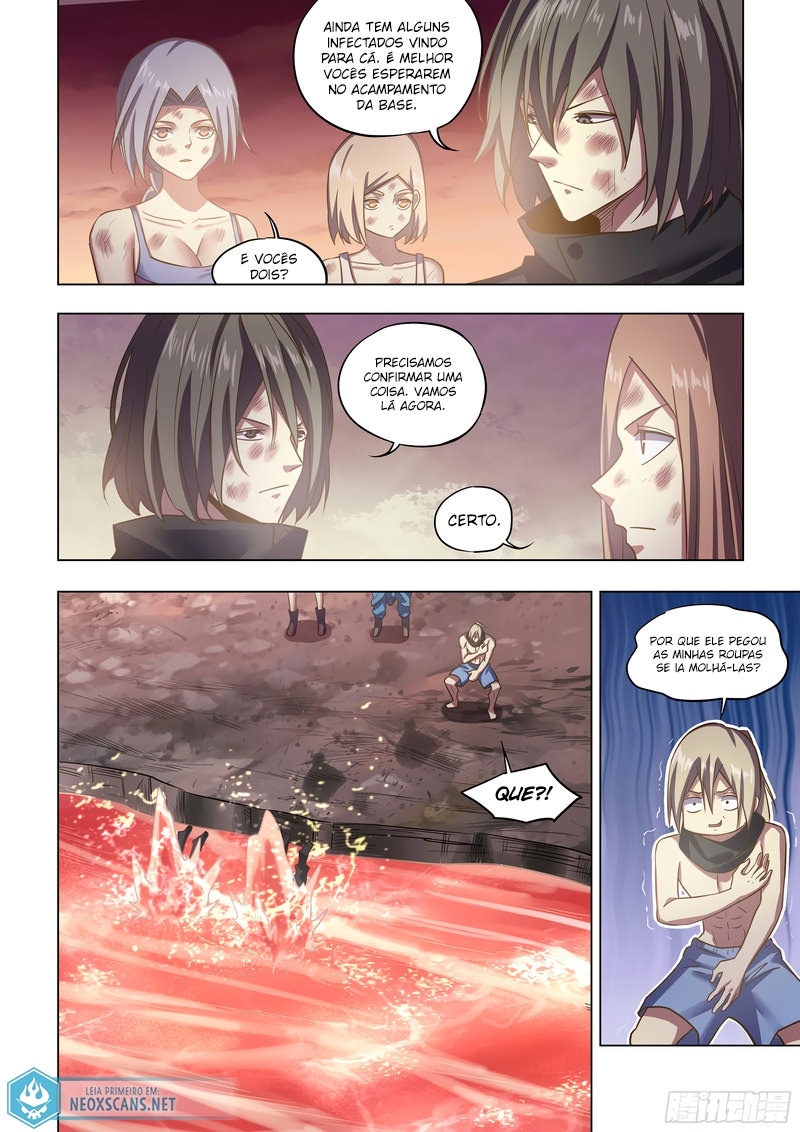 AINDA TEM ALGUNS
INFECTADOS VINDO
PARA CÁ. É MELHOR
VOCÊS ESPERAREM
NO ACAMPAMENTO
DA BASE.
E VOCÊS
DOIS?
PRECISAMOS
CONFIRMAR UMA
COISA. VAMOS
LÁ AGORA.
CERTO.
QUE?!
POR QUE ELE PEGOU
AS MINHAS ROUPAS
SE IA MOLHÁ-LAS?
LEIA PRIMEIRO EM:
NEOXSCANS.NET
腾讯动漫